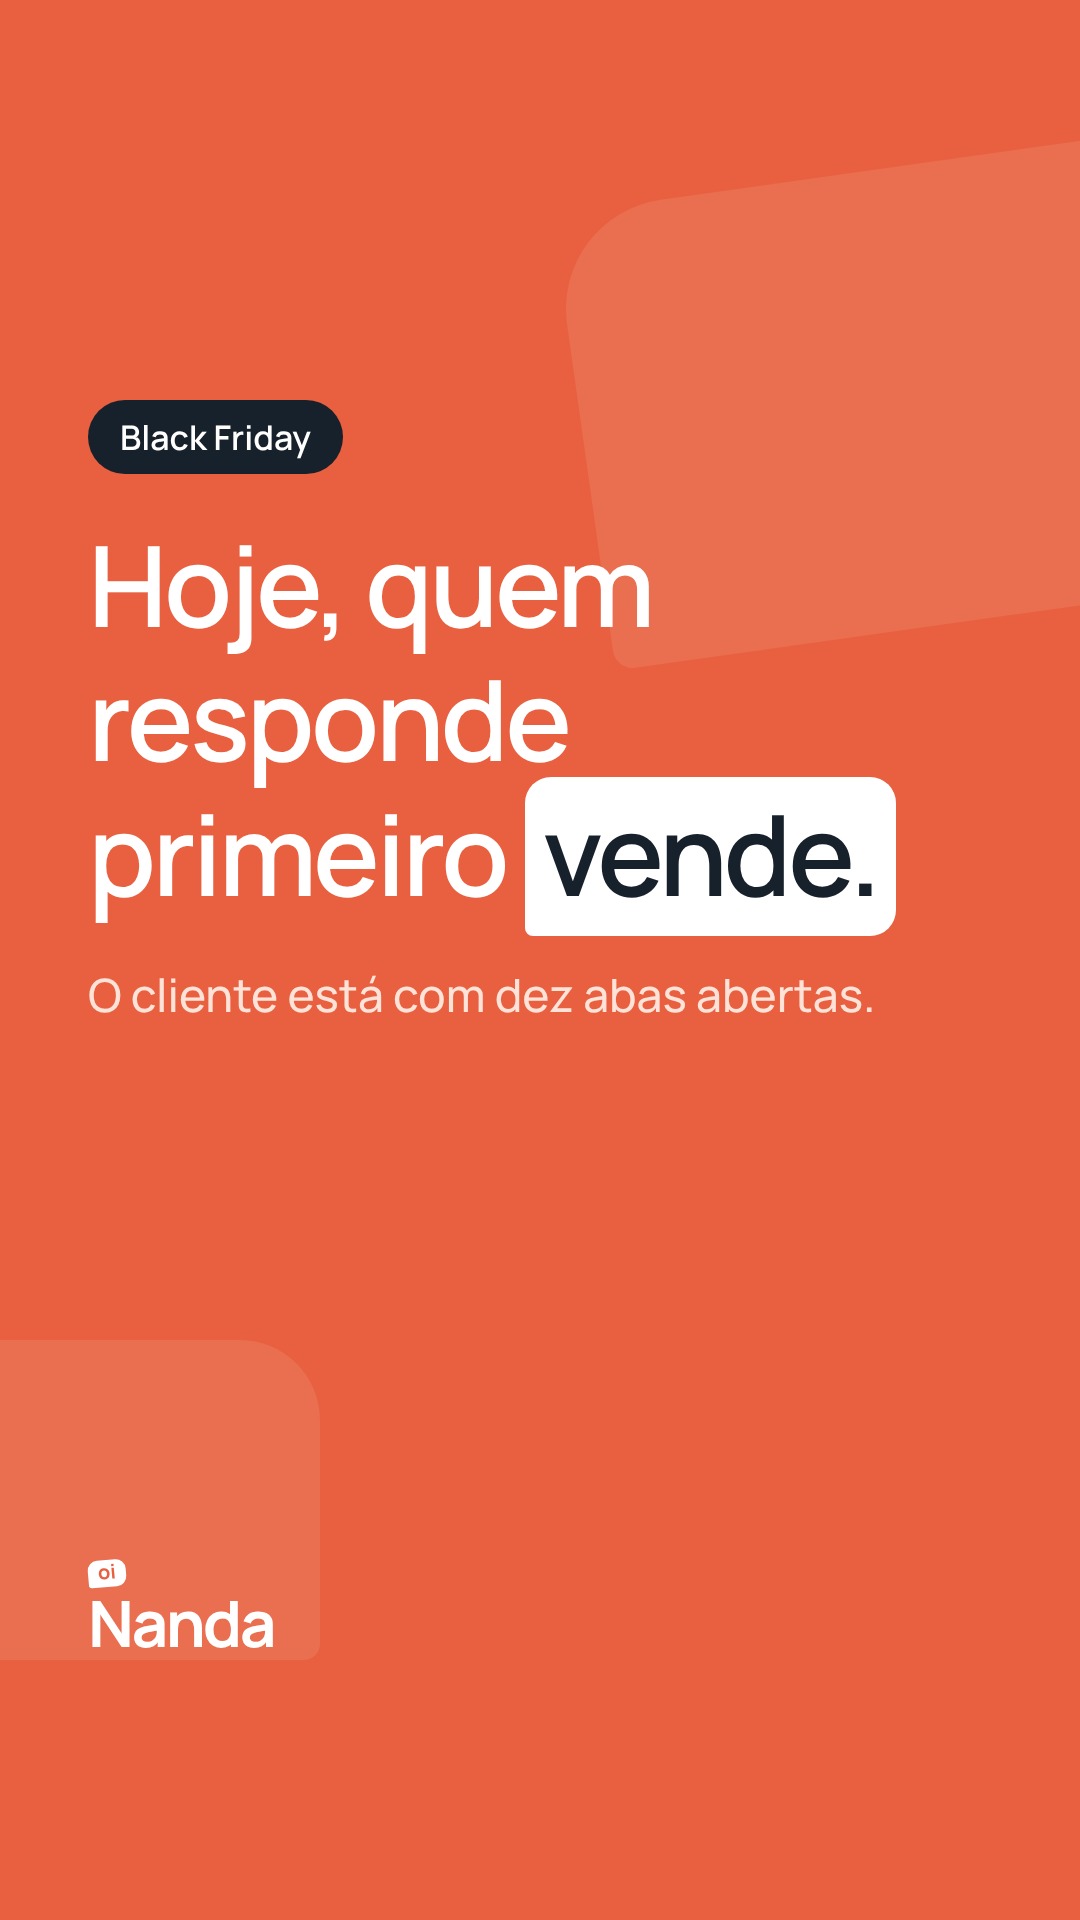 Black Friday
Hoje, quem
responde
primeiro vende.
O cliente está com dez abas abertas.
oi
Nanda